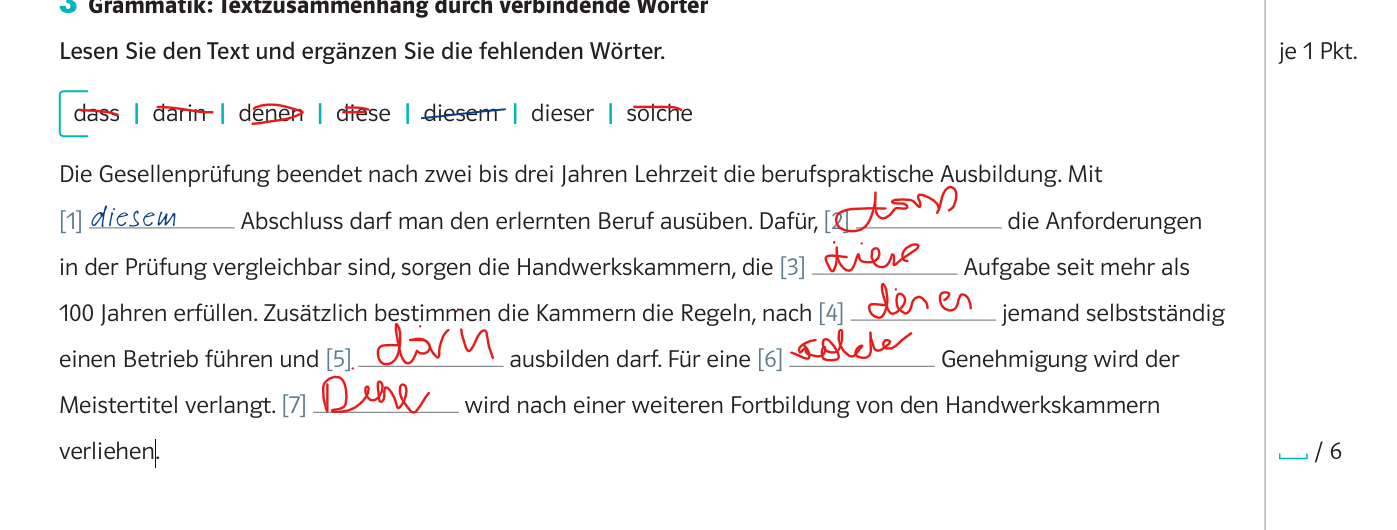 3 Grammatik: Textzusammenhang durch verbindende Wörter
Lesen Sie den Text und ergänzen Sie die fehlenden Wörter. je 1 Pkt.
dass | darin | denen | diese | diesem | dieser | solche
Die Gesellenprüfung beendet nach zwei bis drei Jahren Lehrzeit die berufspraktische Ausbildung. Mit
[1] diesem Abschluss darf man den erlernten Beruf ausüben. Dafür, [2] dass die Anforderungen
in der Prüfung vergleichbar sind, sorgen die Handwerkskammern, die [3] diese Aufgabe seit mehr als
100 Jahren erfüllen. Zusätzlich bestimmen die Kammern die Regeln, nach [4] denen jemand selbstständig
einen Betrieb führen und [5] darin ausbilden darf. Für eine [6] solche Genehmigung wird der
Meistertitel verlangt. [7] wird nach einer weiteren Fortbildung von den Handwerkskammern
verliehen. / 6